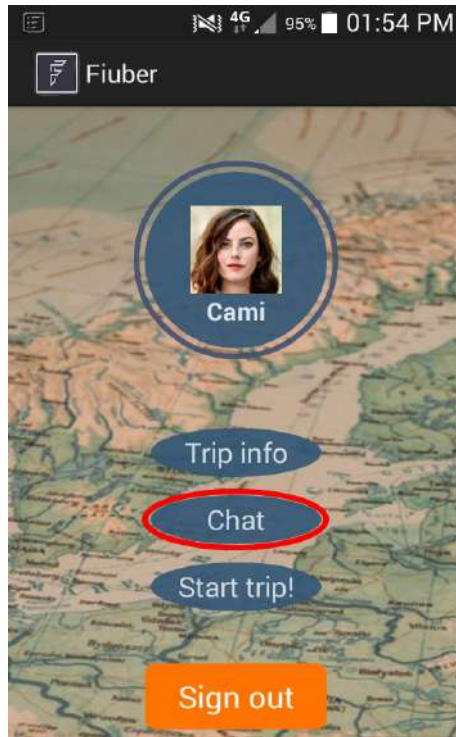 4G 95% 01:54 PM
Fiuber
Cami
Trip info
Chat
Start trip!
Sign out